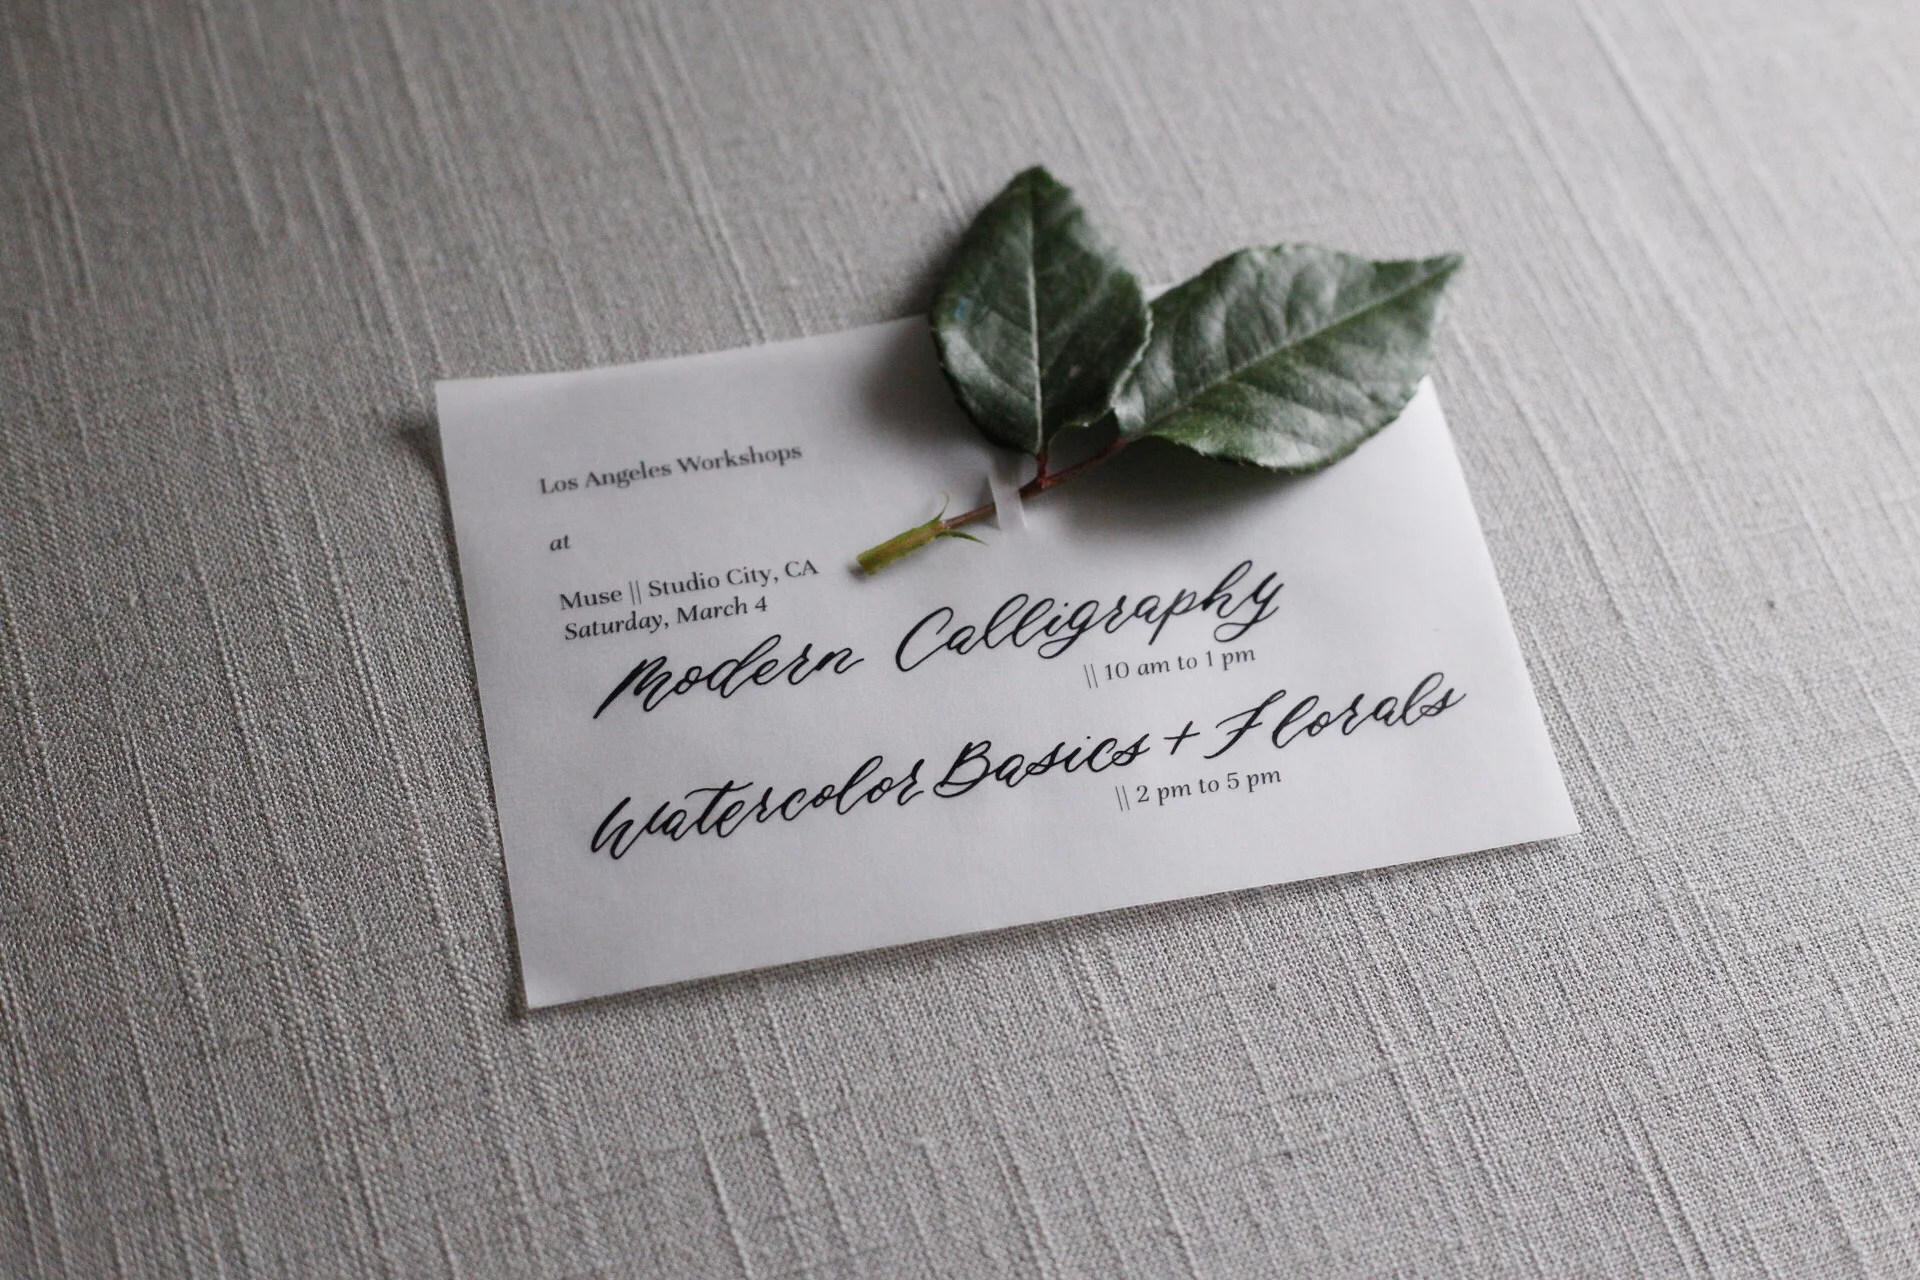 Los Angeles Workshops
at
Muse || Studio City, CA
Saturday, March 4
Modern Calligraphy
|| 10 am to 1 pm
Watercolor Basics + Florals
|| 2 pm to 5 pm